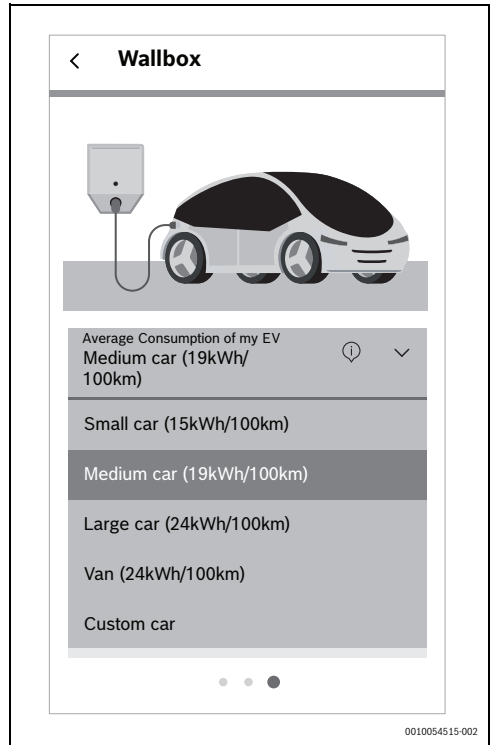 Wallbox
Average Consumption of my EV
Medium car (19kWh/
100km)
Small car (15kWh/100km)
Medium car (19kWh/100km)
Large car (24kWh/100km)
Van (24kWh/100km)
Custom car
0010054515-002